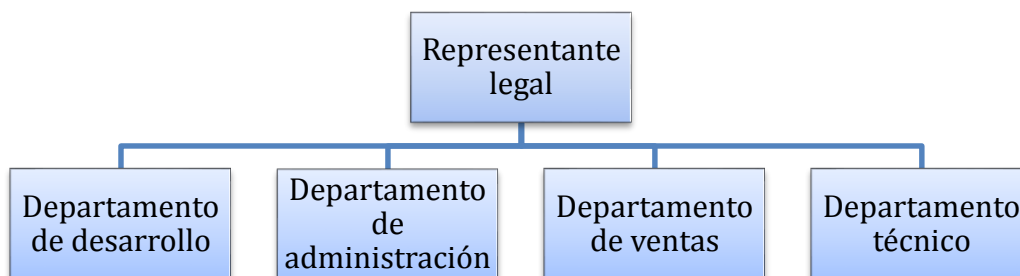 Representante
legal
Departamento
de desarrollo
Departamento
de
administración
Departamento
de ventas
Departamento
técnico